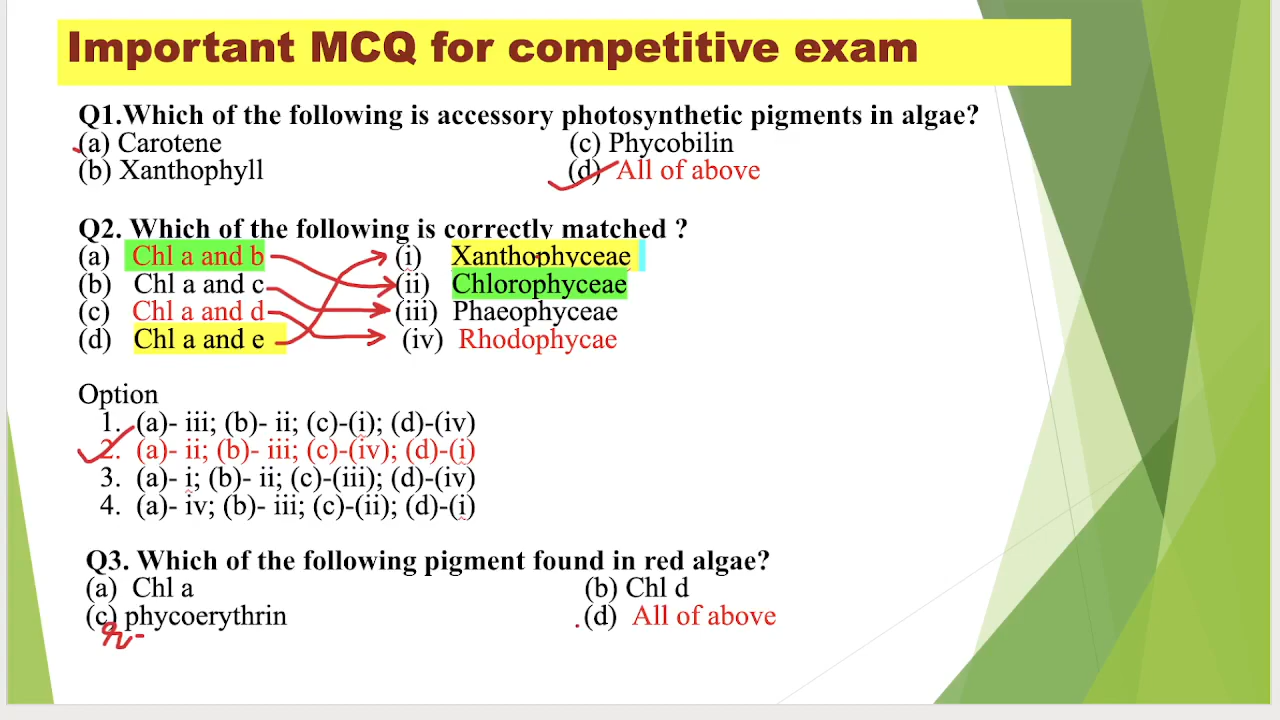 Important MCQ for competitive exam
Q1.Which of the following is accessory photosynthetic pigments in algae?
(a) Carotene (c) Phycobilin
(b) Xanthophyll (d) All of above
Q2. Which of the following is correctly matched ?
(a) Chl a and b (i) Xanthophyceae
(b) Chl a and c (ii) Chlorophyceae
(c) Chl a and d (iii) Phaeophyceae
(d) Chl a and e (iv) Rhodophycae
Option
1. (a)- iii; (b)- ii; (c)-(i); (d)-(iv)
2. (a)- ii; (b)- iii; (c)-(iv); (d)-(i)
3. (a)- i; (b)- ii; (c)-(iii); (d)-(iv)
4. (a)- iv; (b)- iii; (c)-(ii); (d)-(i)
Q3. Which of the following pigment found in red algae?
(a) Chl a (b) Chl d
(c) phycoerythrin (d) All of above